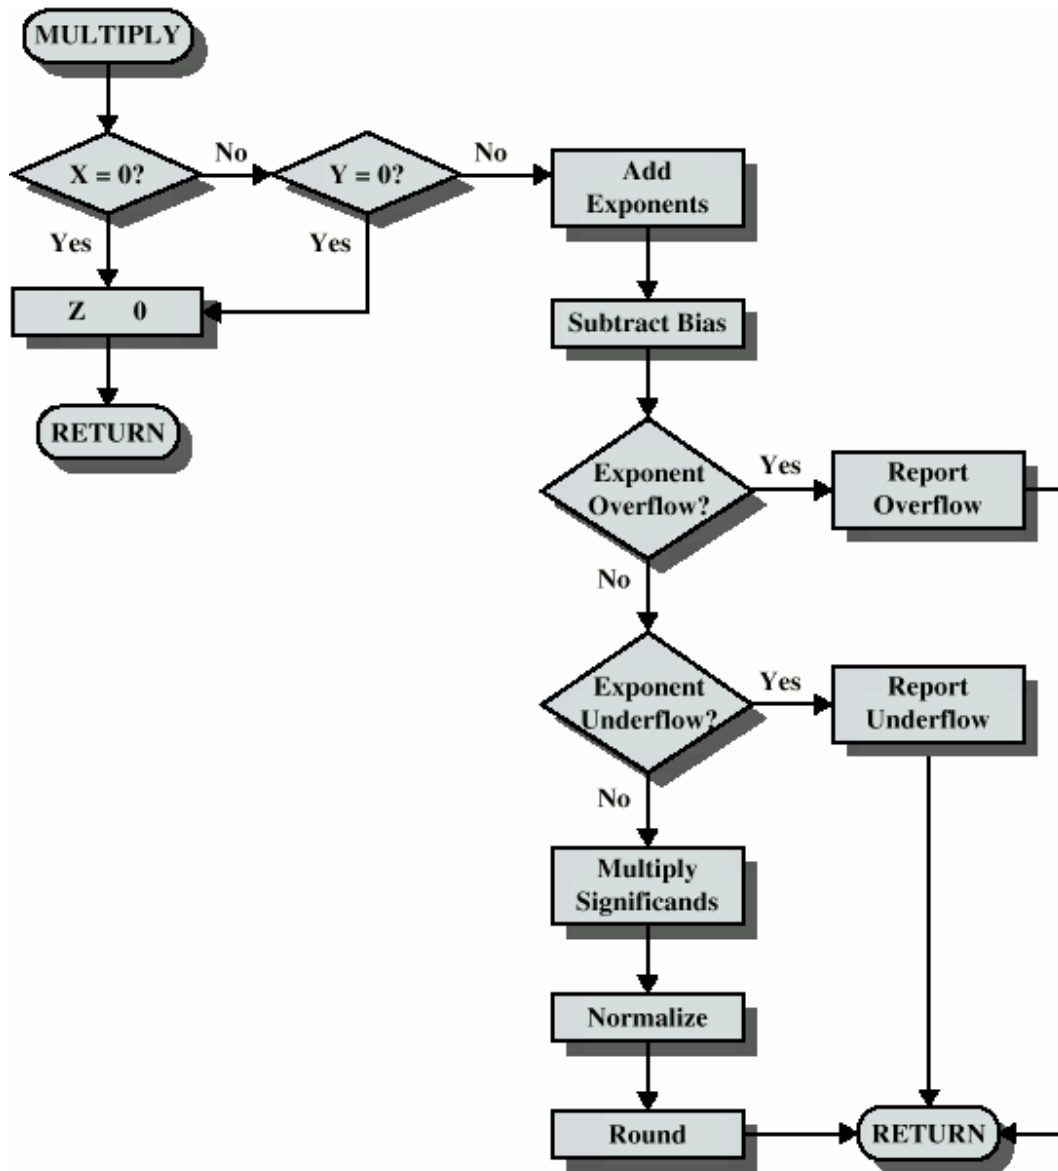 MULTIPLY
X = 0?
No
Y = 0?
No
Add
Exponents
Yes
Yes
Z 0
Subtract Bias
RETURN
Exponent
Overflow?
Yes
Report
Overflow
No
Exponent
Underflow?
Yes
Report
Underflow
No
Multiply
Significands
Normalize
Round
RETURN